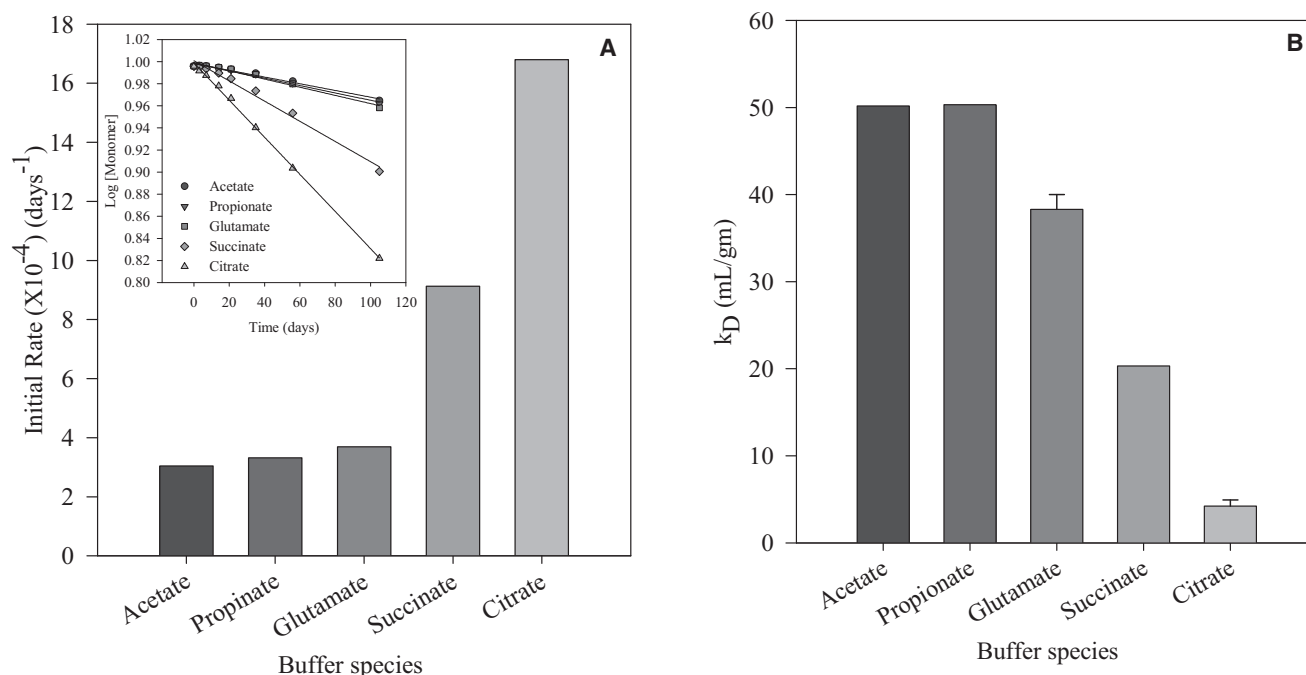 A
Initial Rate (X10⁻⁴) (days⁻¹)
18
16
14
12
10
8
6
4
2
0
Log [Monomer]
1.02
1.00
0.98
0.96
0.94
0.92
0.90
0.88
0.86
0.84
0.82
0.80
Acetate
Propionate
Glutamate
Succinate
Citrate
0 20 40 60 80 100 120
Time (days)
Acetate Propinate Glutamate Succinate Citrate
Buffer species
B
k_D (mL/gm)
60
50
40
30
20
10
0
Acetate Propionate Glutamate Succinate Citrate
Buffer species